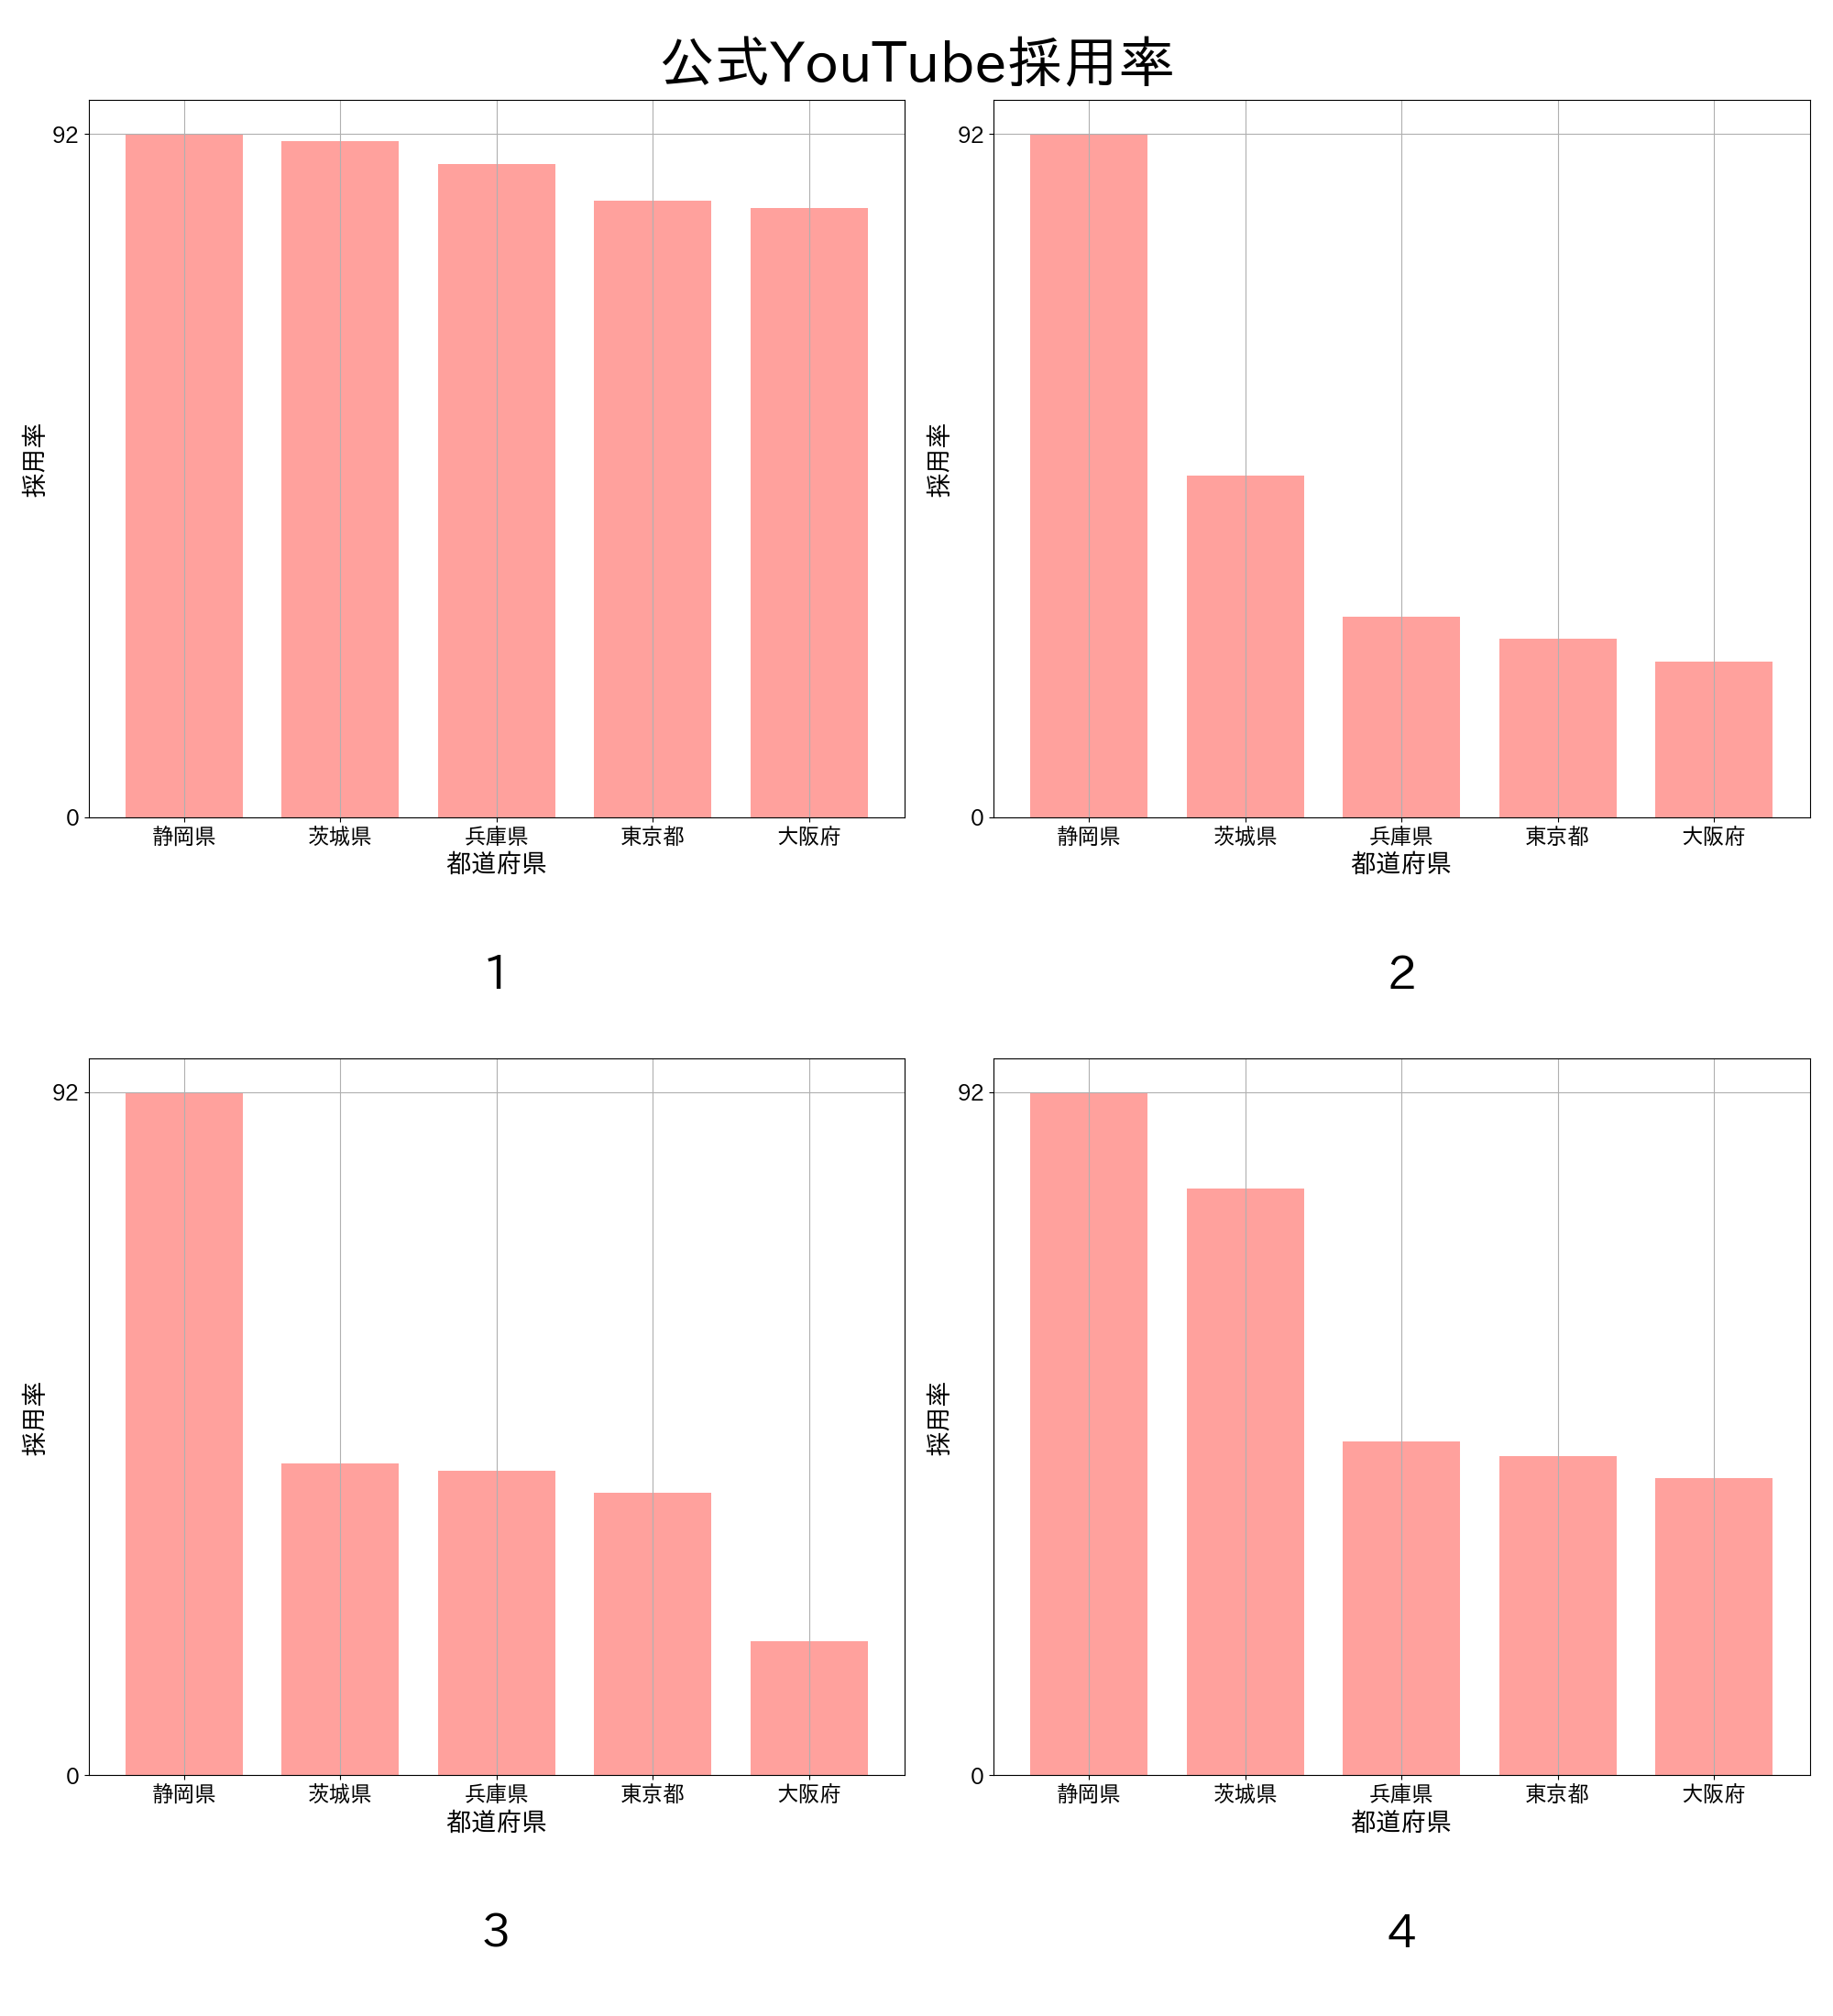 公式YouTube採用率
92
0
採用率
静岡県 茨城県 兵庫県 東京都 大阪府
都道府県
1
92
0
採用率
静岡県 茨城県 兵庫県 東京都 大阪府
都道府県
2
92
0
採用率
静岡県 茨城県 兵庫県 東京都 大阪府
都道府県
3
92
0
採用率
静岡県 茨城県 兵庫県 東京都 大阪府
都道府県
4